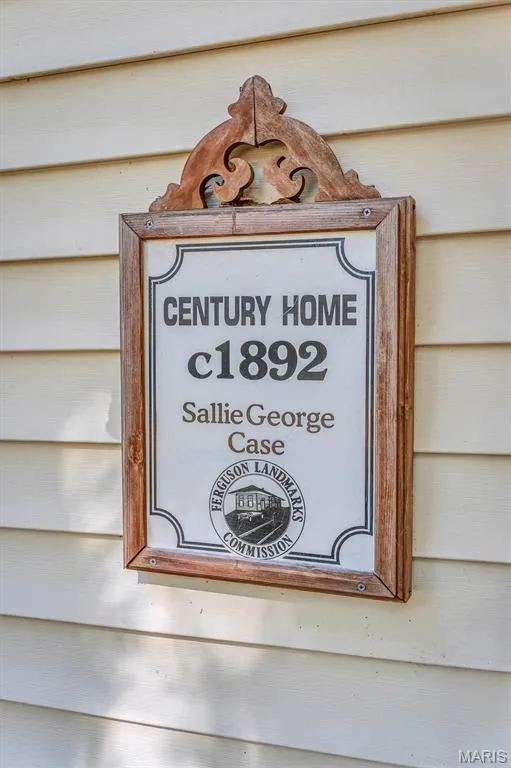 CENTURY HOME
c1892
Sallie George
Case
FERGUSON LANDMARKS
COMMISSION
MARIS